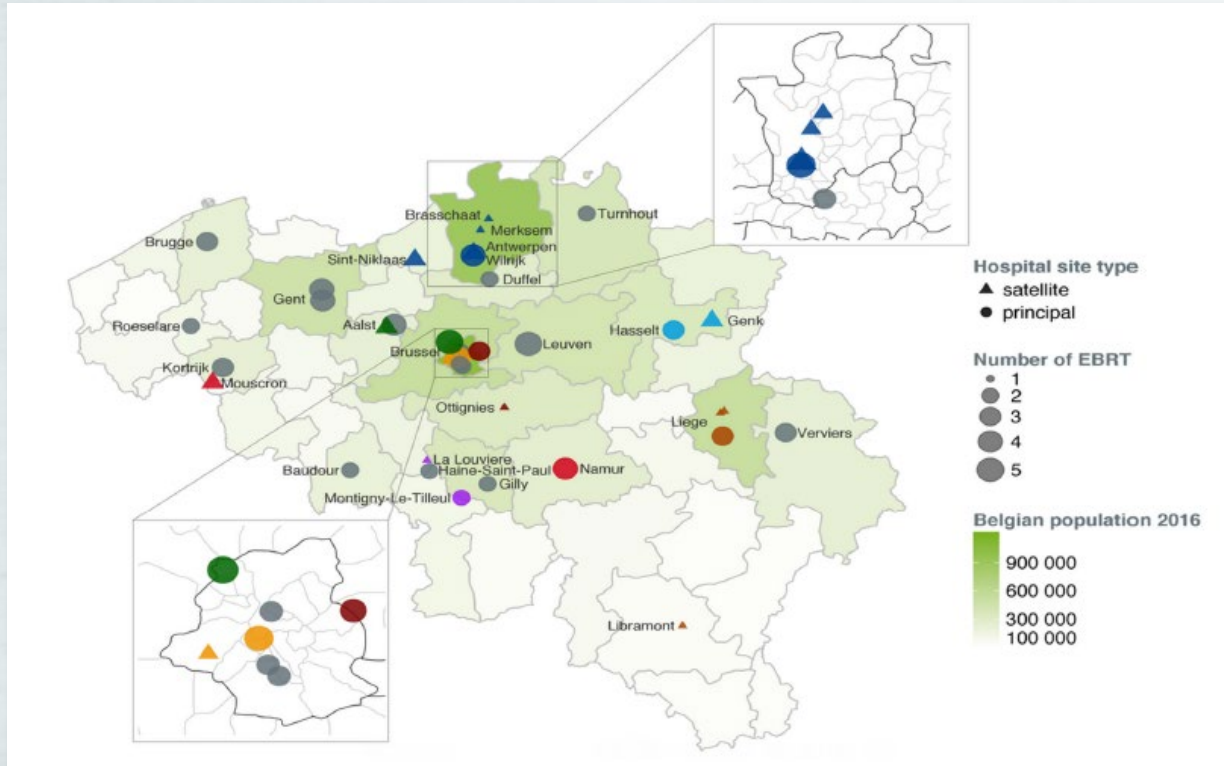 Brasschaat
Merksem
Antwerpen
Wilrijk
Turnhout
Brugge
Sint-Niklaas
Duffel
Gent
Roeselare
Aalst
Hasselt
Genk
Brussel
Leuven
Kortrijk
Mouscron
Ottignies
Liege
Verviers
La Louviere
Baudour
Haine-Saint-Paul
Namur
Gilly
Montigny-Le-Tilleul
Libramont
Hospital site type
satellite
principal
Number of EBRT
1
2
3
4
5
Belgian population 2016
900 000
600 000
300 000
100 000